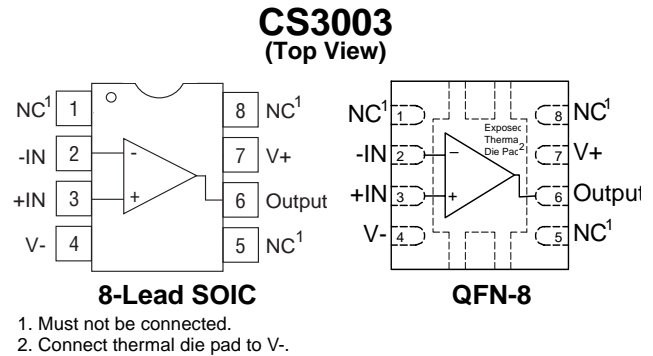 CS3003
(Top View)
NC¹ 1
8 NC¹
-IN 2
-
7 V+
+IN 3
+
6 Output
V- 4
5 NC¹
8-Lead SOIC
NC¹ 1
Exposed
Thermal
Die Pad²
8 NC¹
-IN 2
−
7 V+
+IN 3
+
6 Output
V- 4
5 NC¹
QFN-8
1. Must not be connected.
2. Connect thermal die pad to V-.